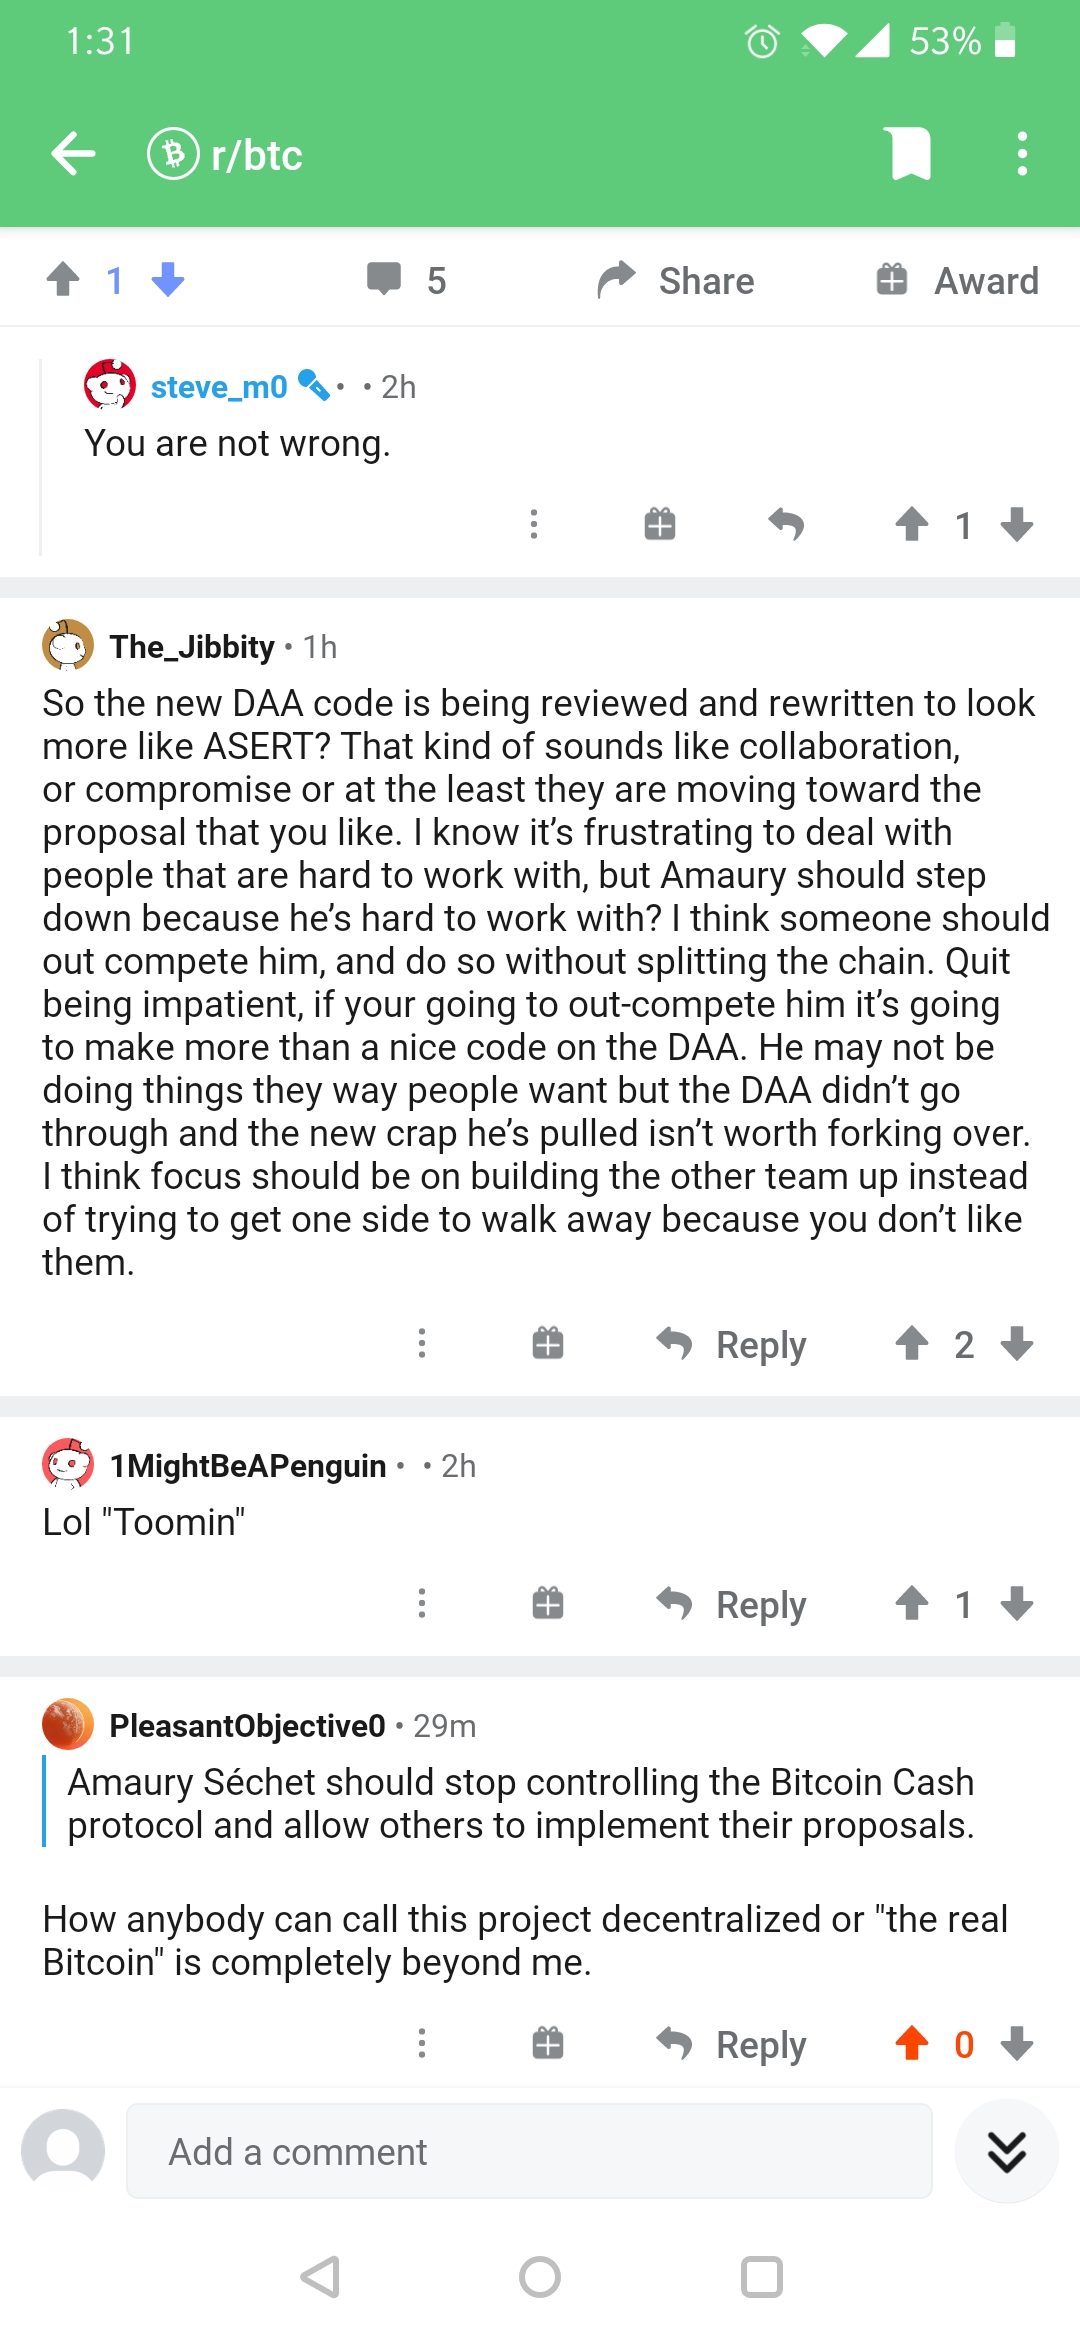 1:31
53%
r/btc
1
5
Share
Award
steve_m0 • • 2h
You are not wrong.
1
The_Jibbity • 1h
So the new DAA code is being reviewed and rewritten to look
more like ASERT? That kind of sounds like collaboration,
or compromise or at the least they are moving toward the
proposal that you like. I know it’s frustrating to deal with
people that are hard to work with, but Amaury should step
down because he’s hard to work with? I think someone should
out compete him, and do so without splitting the chain. Quit
being impatient, if your going to out-compete him it’s going
to make more than a nice code on the DAA. He may not be
doing things they way people want but the DAA didn’t go
through and the new crap he’s pulled isn’t worth forking over.
I think focus should be on building the other team up instead
of trying to get one side to walk away because you don’t like
them.
Reply
2
1MightBeAPenguin • • 2h
Lol "Toomin"
Reply
1
PleasantObjective0 • 29m
Amaury Séchet should stop controlling the Bitcoin Cash
protocol and allow others to implement their proposals.
How anybody can call this project decentralized or "the real
Bitcoin" is completely beyond me.
Reply
0
Add a comment